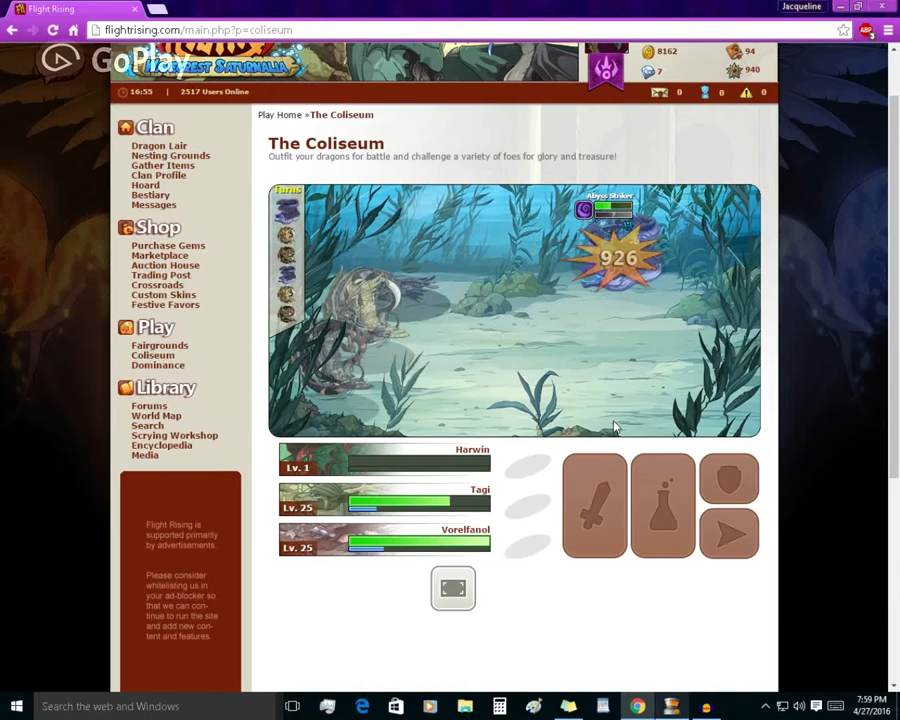 Flight Rising
Jacqueline
flightrising.com/main.php?p=coliseum
GoPlay
8162
94
7
940
16:55 | 2517 Users Online
0
0
0
Clan
Dragon Lair
Nesting Grounds
Gather Items
Clan Profile
Hoard
Bestiary
Messages
Shop
Purchase Gems
Marketplace
Auction House
Trading Post
Crossroads
Custom Skins
Festive Favors
Play
Fairgrounds
Coliseum
Dominance
Library
Forums
World Map
Search
Scrying Workshop
Encyclopedia
Media
Flight Rising is
supported primarily
by advertisements.
Please consider
whitelisting us in
your ad-blocker so
that we can con-
tinue to run the site
and add new con-
tent and features.
Play Home »The Coliseum
The Coliseum
Outfit your dragons for battle and challenge a variety of foes for glory and treasure!
Turns
Abyss Striker
926
Harwin
Lv. 1
Tagi
Lv. 25
Vorelfanol
Lv. 25
Search the web and Windows
7:59 PM
4/27/2016